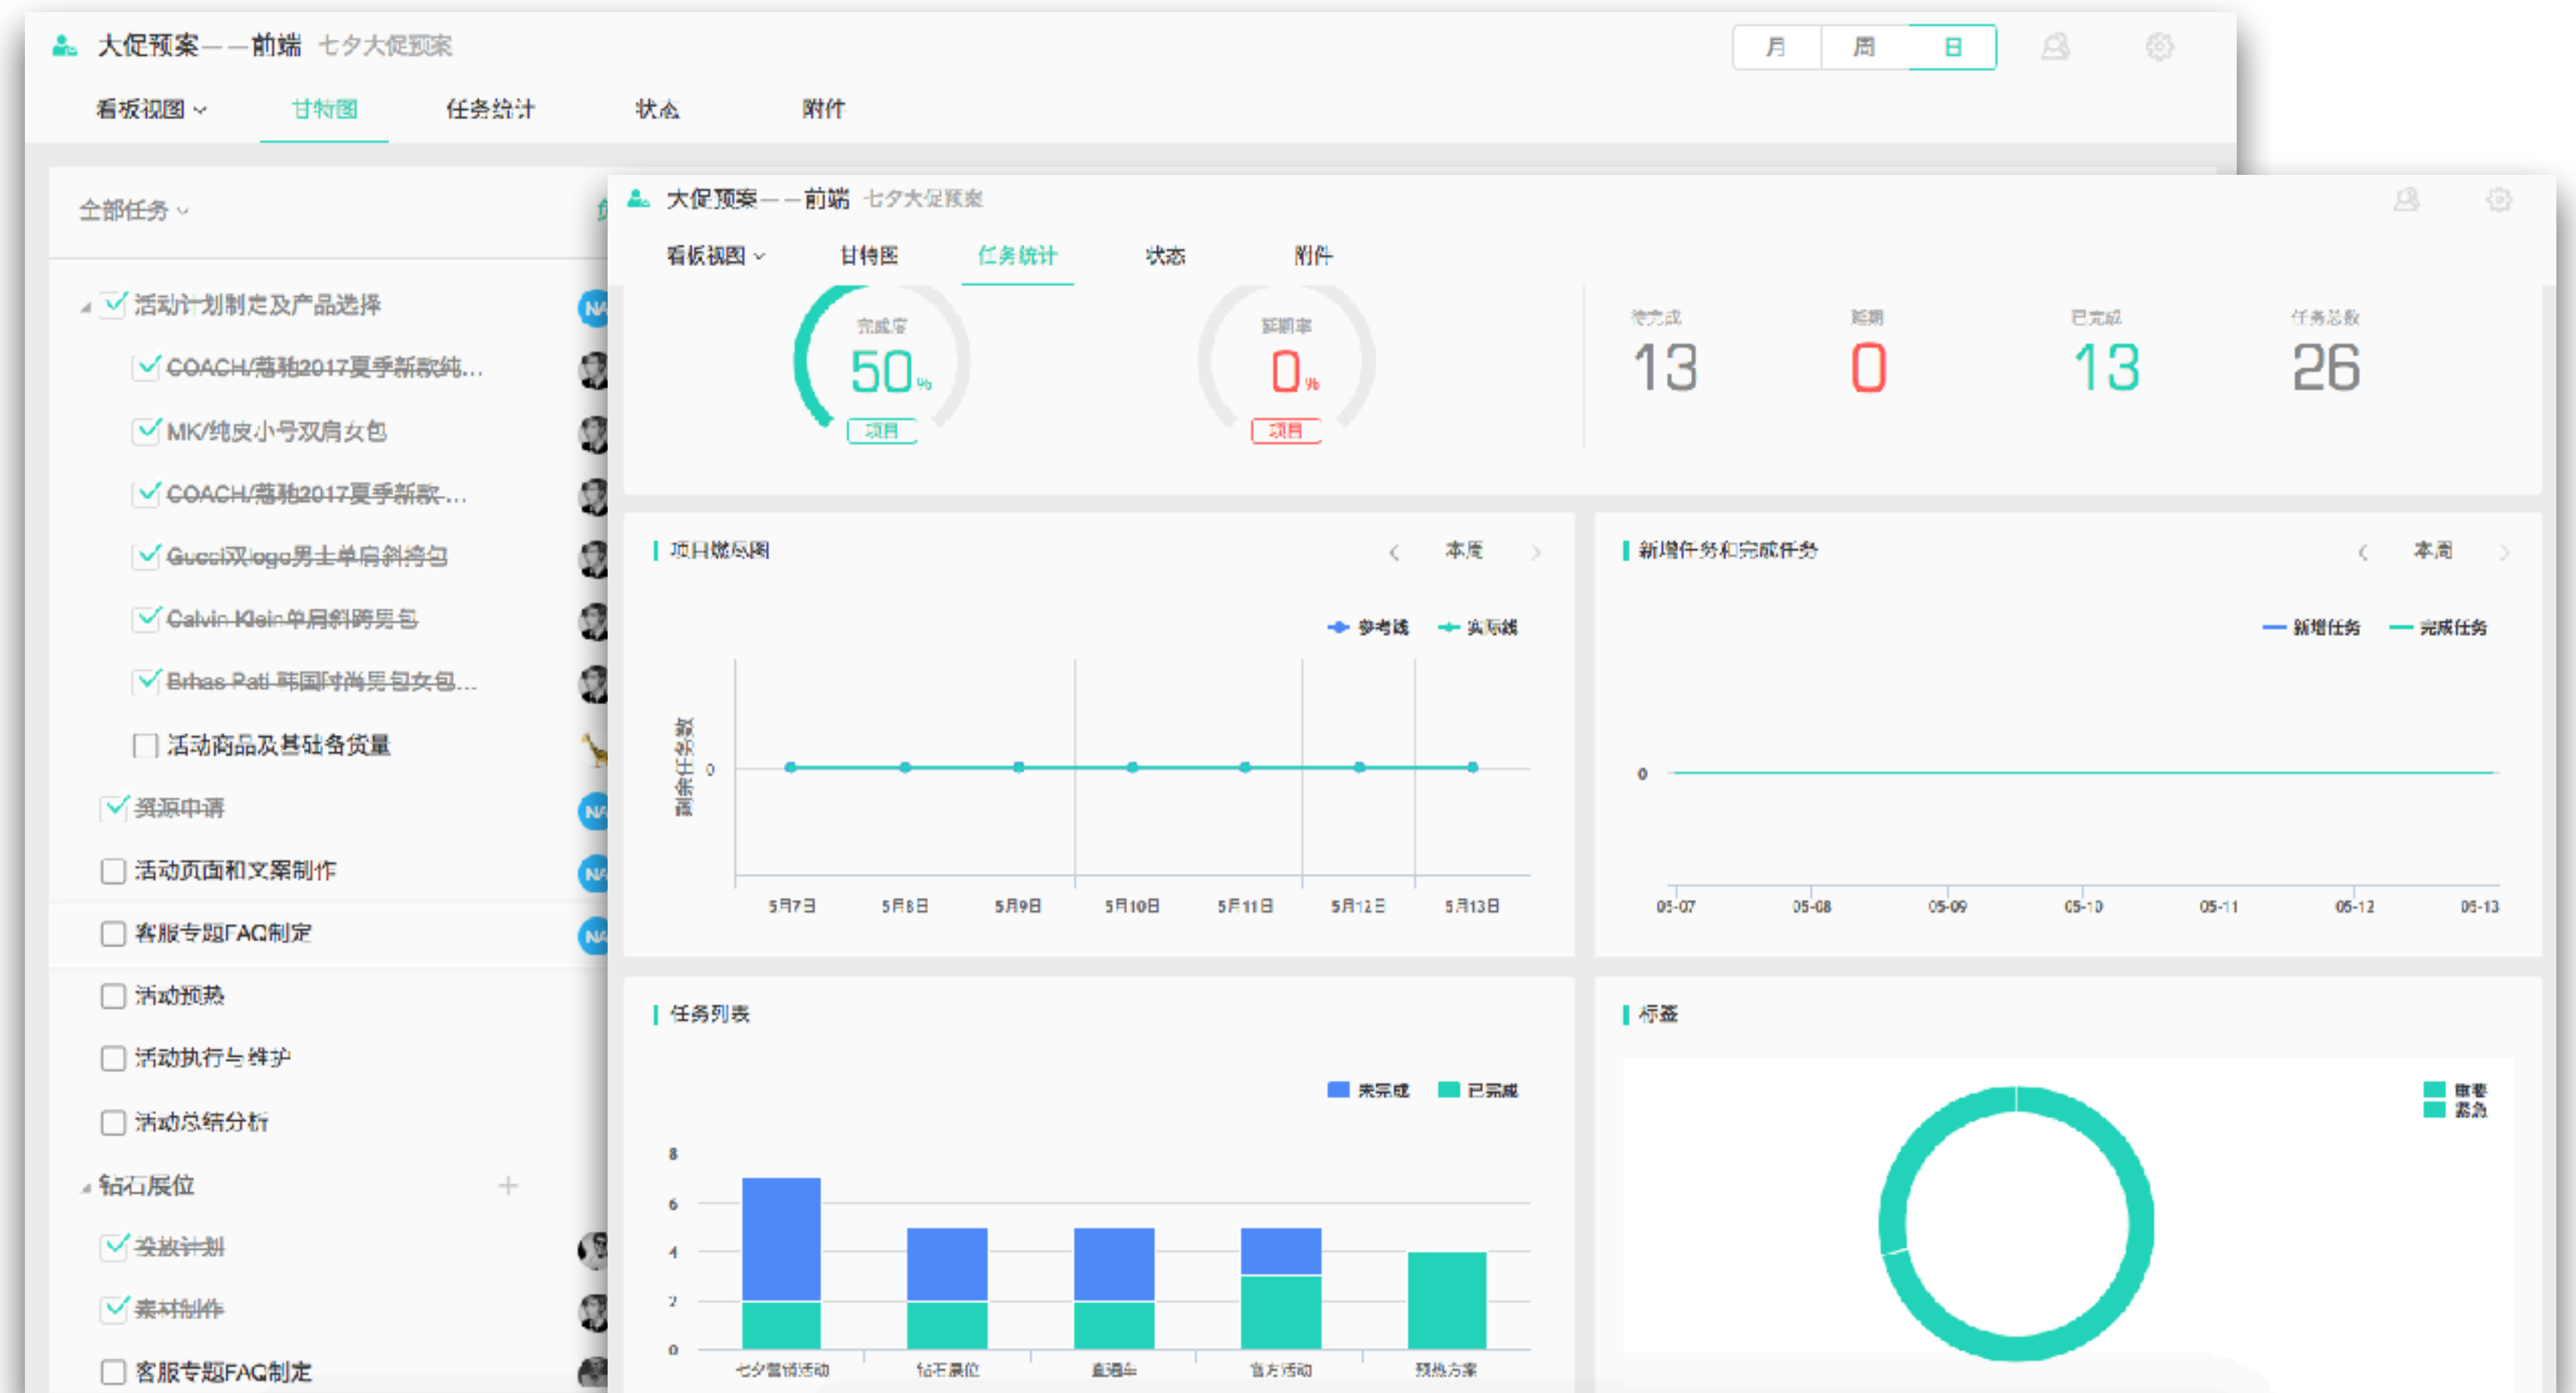 大促预案——前端 七夕大促预案
月 周 日
看板视图 甘特图 任务统计 状态 附件
全部任务
活动计划制定及产品选择
COACH/蔻驰2017夏季新款纯...
MK/纯皮小号双肩女包
COACH/蔻驰2017夏季新款 ...
Gucci双logo男士单肩斜挎包
Calvin Klein单肩斜跨男包
Brhas Pati 韩国时尚男包女包...
活动商品及基础备货量
资源申请
活动页面和文案制作
客服专题FAQ制定
活动预热
活动执行与维护
活动总结分析
钻石展位
投放计划
素材制作
客服专题FAQ制定
NA
NA
NA
NA
大促预案——前端 七夕大促预案
看板视图 甘特图 任务统计 状态 附件
完成度
50%
项目
延期率
0%
项目
待完成 延期 已完成 任务总数
13 0 13 26
项目燃尽图
本周
参考线 实际线
剩余任务数
0
5月7日 5月8日 5月9日 5月10日 5月11日 5月12日 5月13日
新增任务和完成任务
本周
新增任务 完成任务
0
05-07 05-08 05-09 05-10 05-11 05-12 05-13
任务列表
未完成 已完成
8
6
4
2
0
七夕营销活动 钻石展位 直通车 官方活动 预热方案
标签
重要
紧急